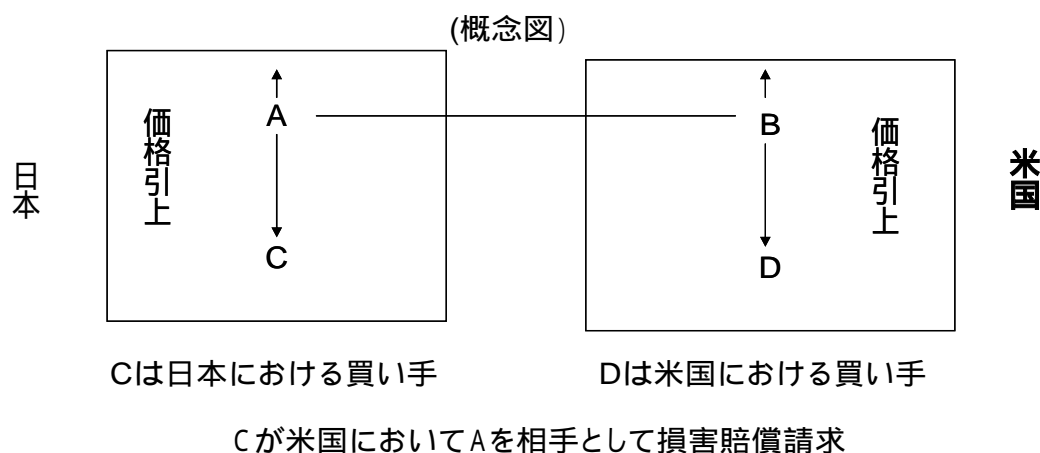 (概念図)
日本
価格引上
A
C
B
D
価格引上
米国
Cは日本における買い手
Dは米国における買い手
Cが米国においてAを相手として損害賠償請求